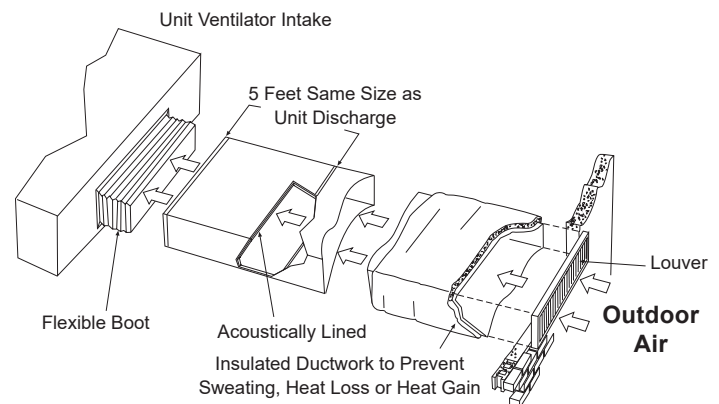 Unit Ventilator Intake
5 Feet Same Size as
Unit Discharge
Louver
Outdoor
Air
Flexible Boot
Acoustically Lined
Insulated Ductwork to Prevent
Sweating, Heat Loss or Heat Gain